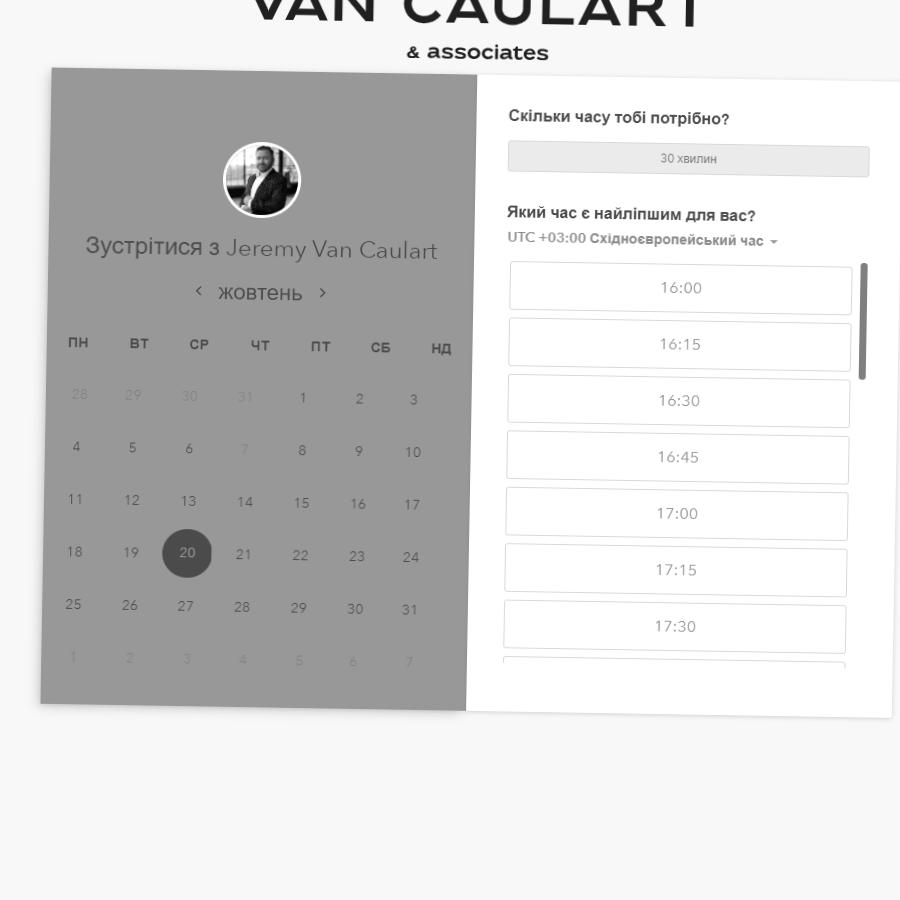 VAN CAULART
& associates
Зустрітися з Jeremy Van Caulart
жовтень
ПН ВТ СР ЧТ ПТ СБ НД
28 29 30 31 1 2 3
4 5 6 7 8 9 10
11 12 13 14 15 16 17
18 19 20 21 22 23 24
25 26 27 28 29 30 31
1 2 3 4 5 6 7
Скільки часу тобі потрібно?
30 хвилин
Який час є найліпшим для вас?
UTC +03:00 Східноєвропейський час
16:00
16:15
16:30
16:45
17:00
17:15
17:30